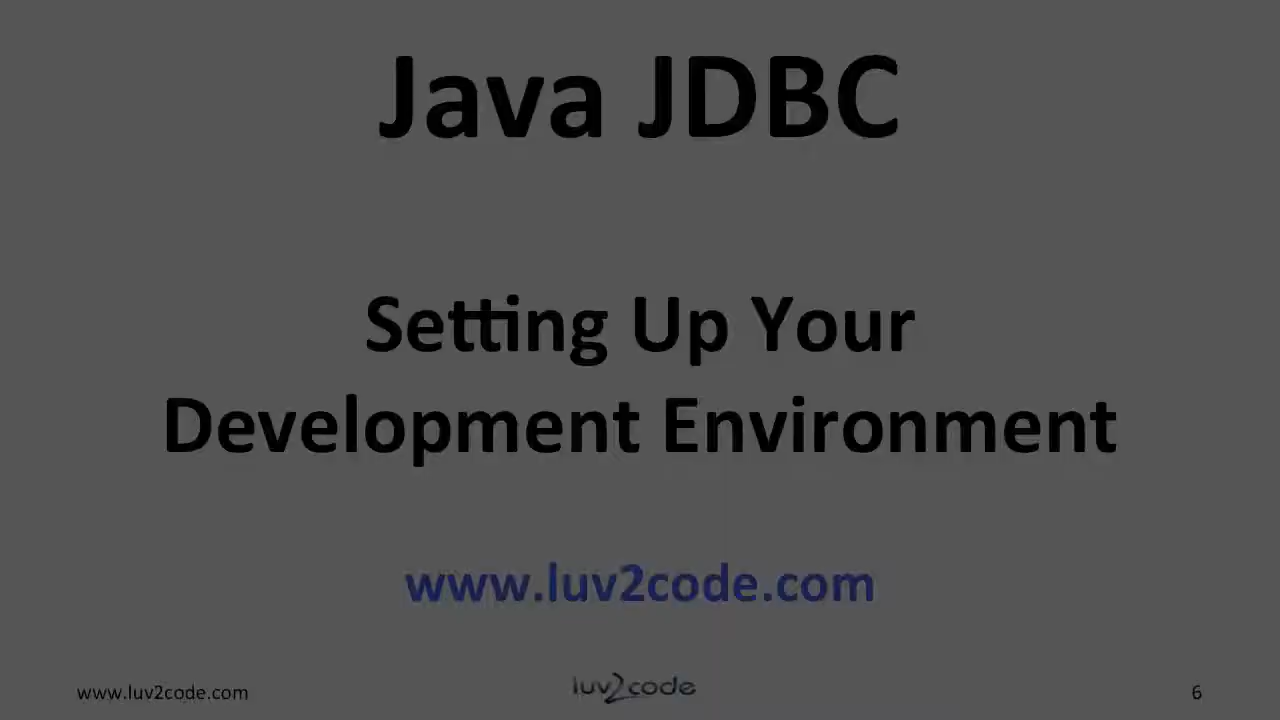 Java JDBC
Setting Up Your
Development Environment
www.luv2code.com
www.luv2code.com
luv2code
6